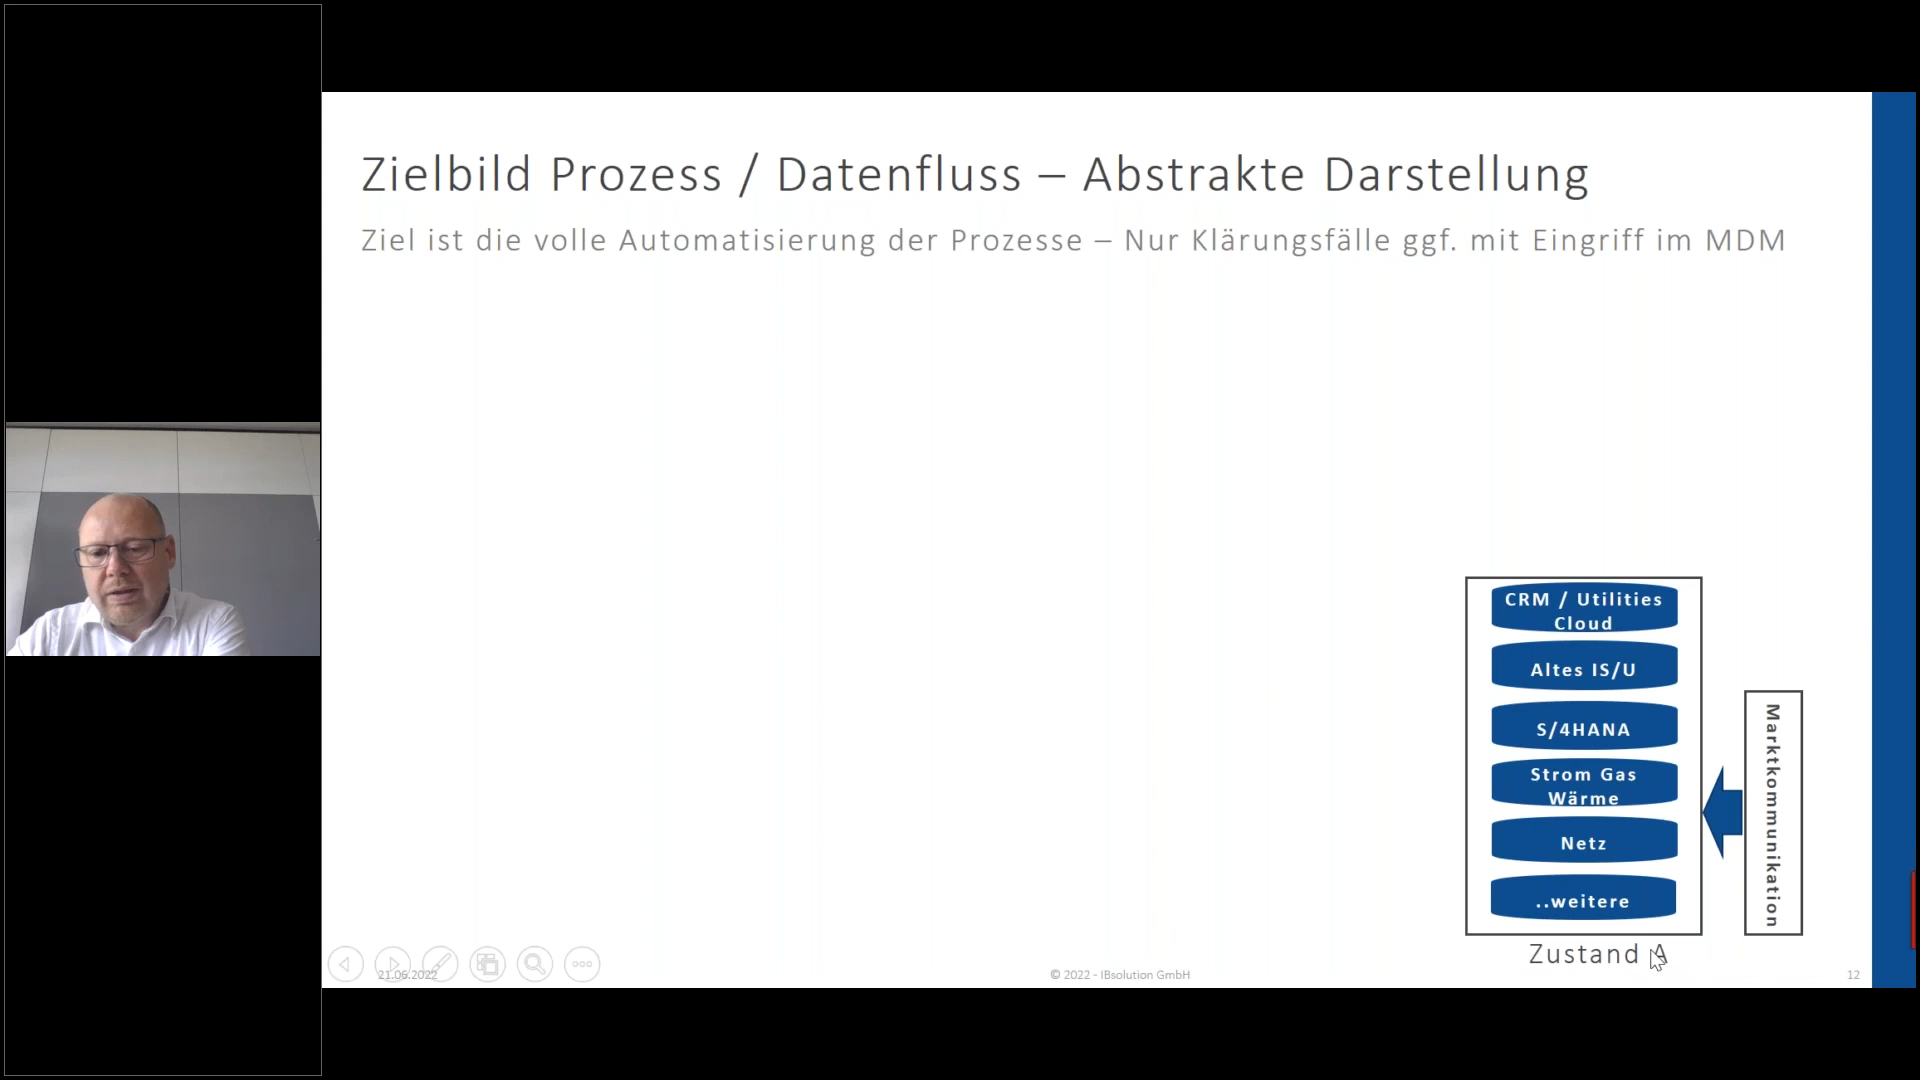 Zielbild Prozess / Datenfluss – Abstrakte Darstellung
Ziel ist die volle Automatisierung der Prozesse – Nur Klärungsfälle ggf. mit Eingriff im MDM
CRM / Utilities
Cloud
Altes IS/U
S/4HANA
Strom Gas
Wärme
Netz
..weitere
Marktkommunikation
Zustand A
21.06.2022
© 2022 - IBsolution GmbH
12